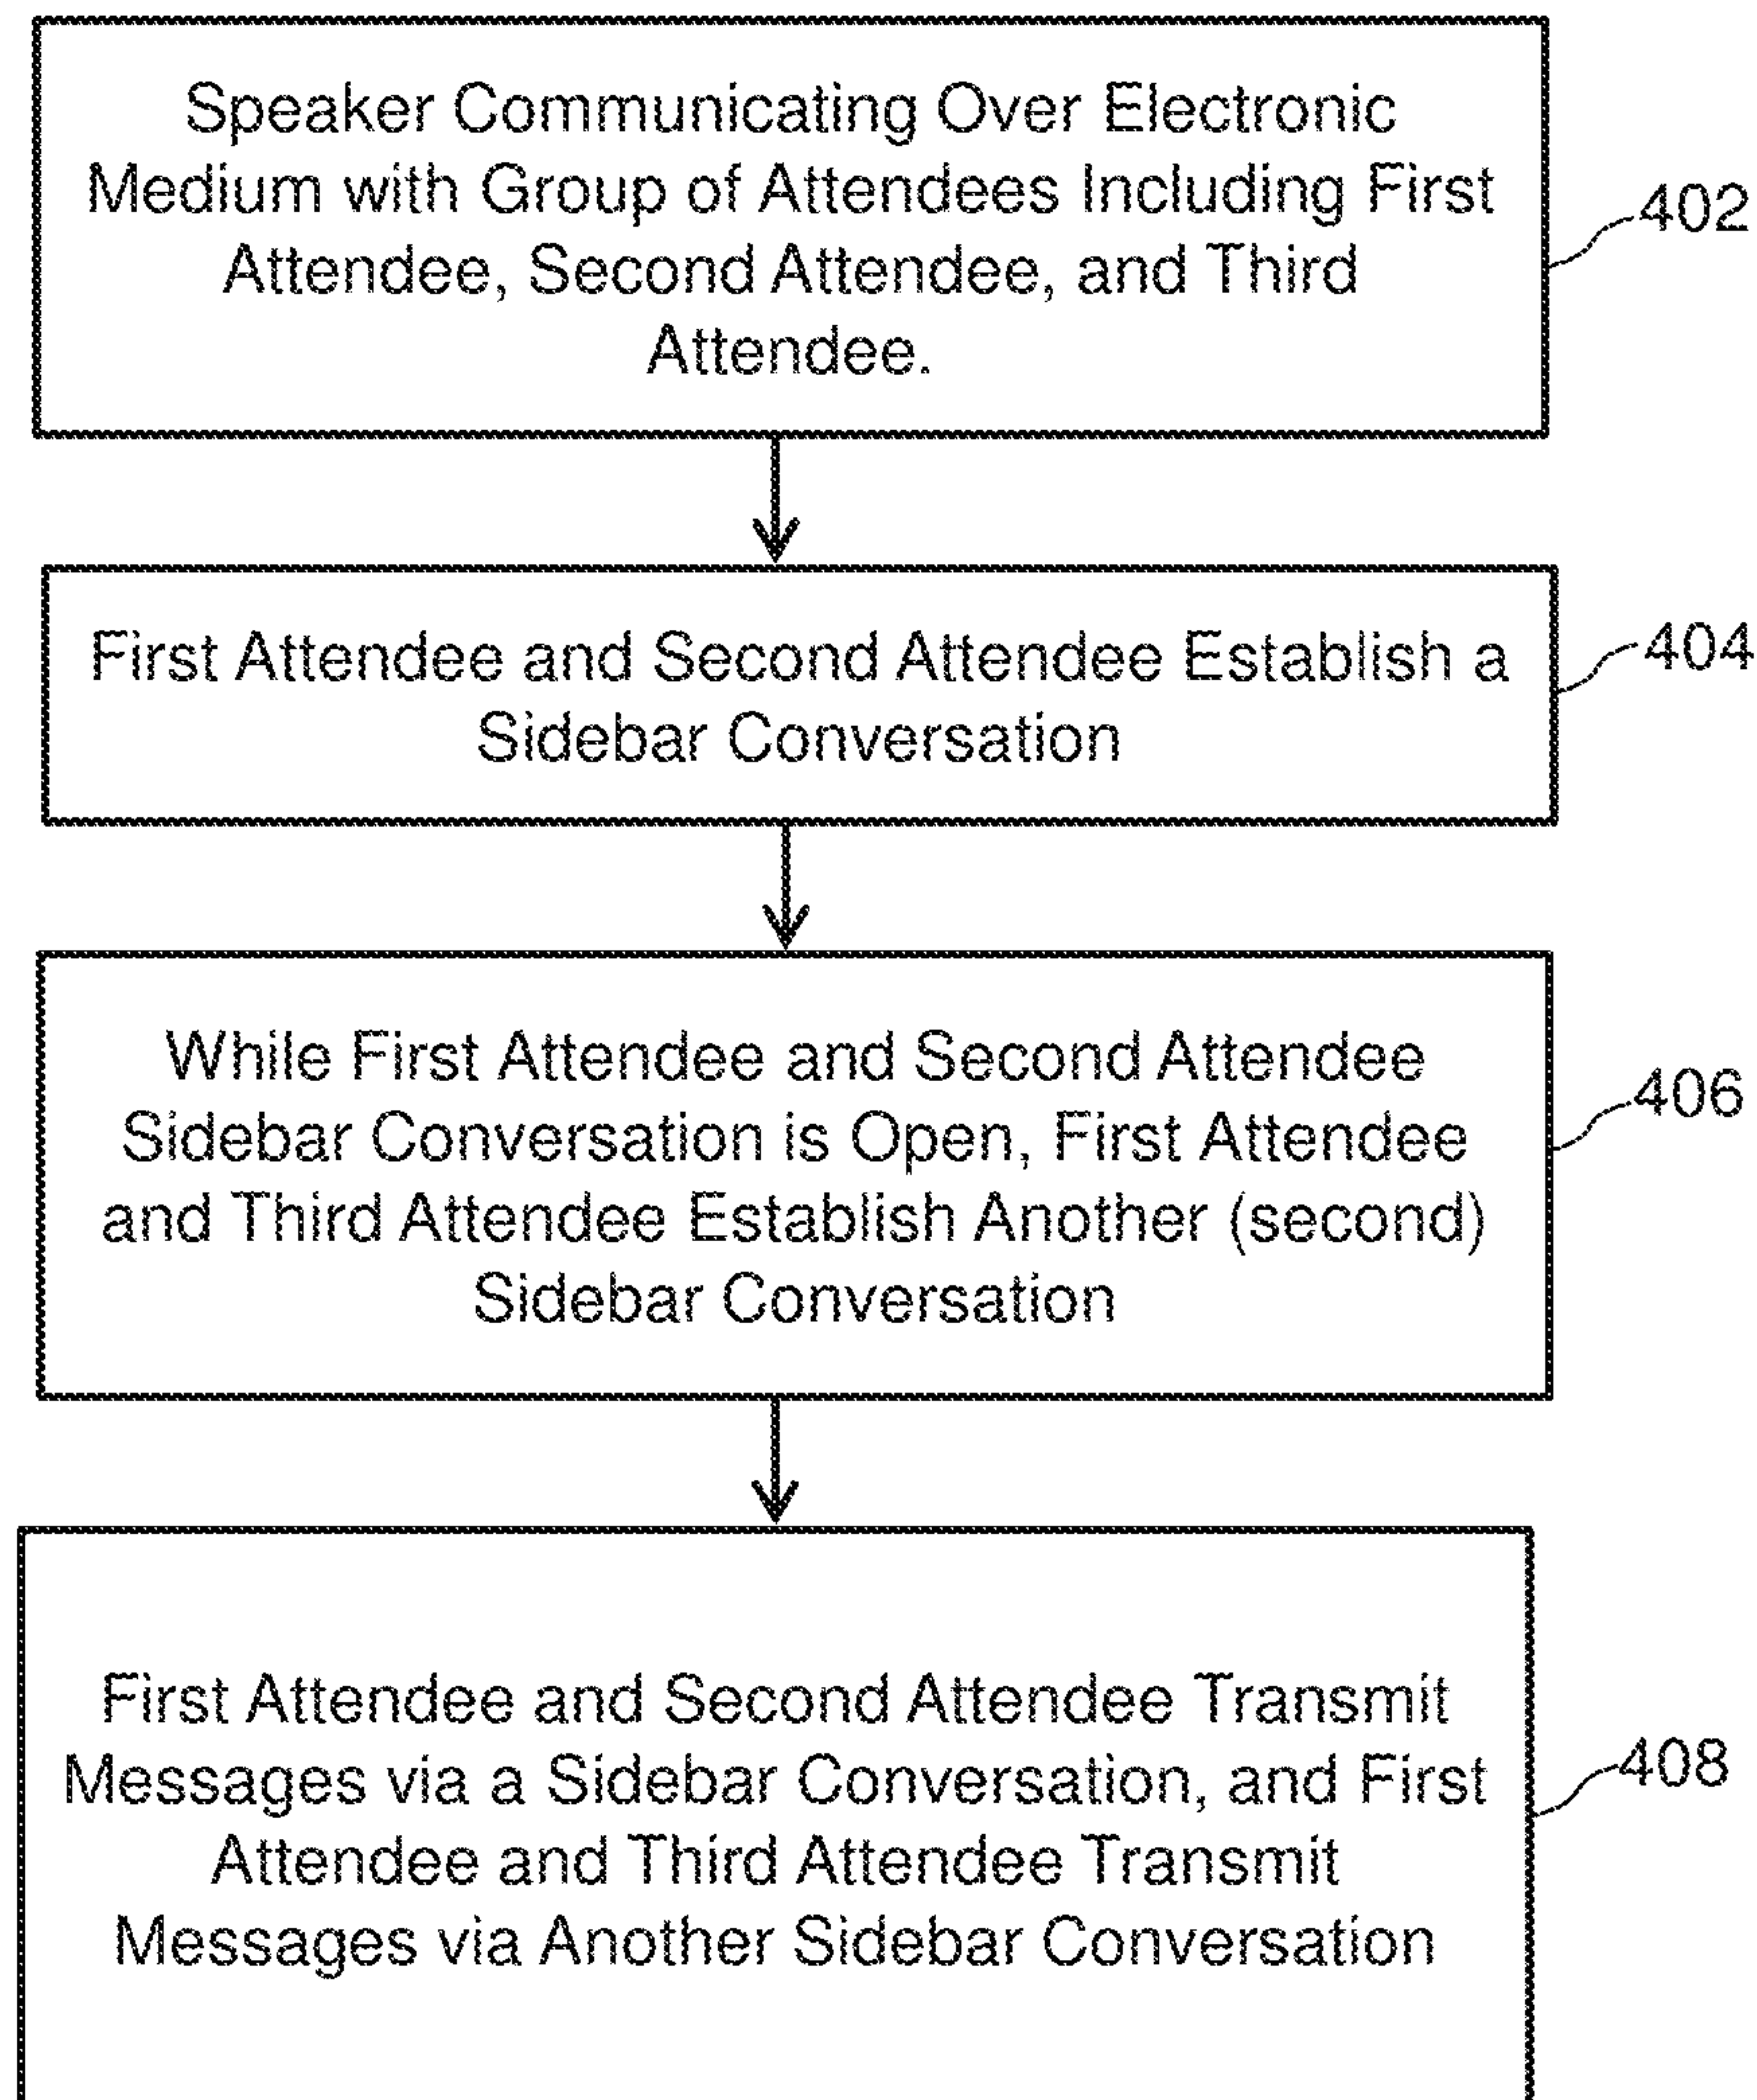 Speaker Communicating Over Electronic
Medium with Group of Attendees Including First
Attendee, Second Attendee, and Third
Attendee.
402
First Attendee and Second Attendee Establish a
Sidebar Conversation
404
While First Attendee and Second Attendee
Sidebar Conversation is Open, First Attendee
and Third Attendee Establish Another (second)
Sidebar Conversation
406
First Attendee and Second Attendee Transmit
Messages via a Sidebar Conversation, and First
Attendee and Third Attendee Transmit
Messages via Another Sidebar Conversation
408